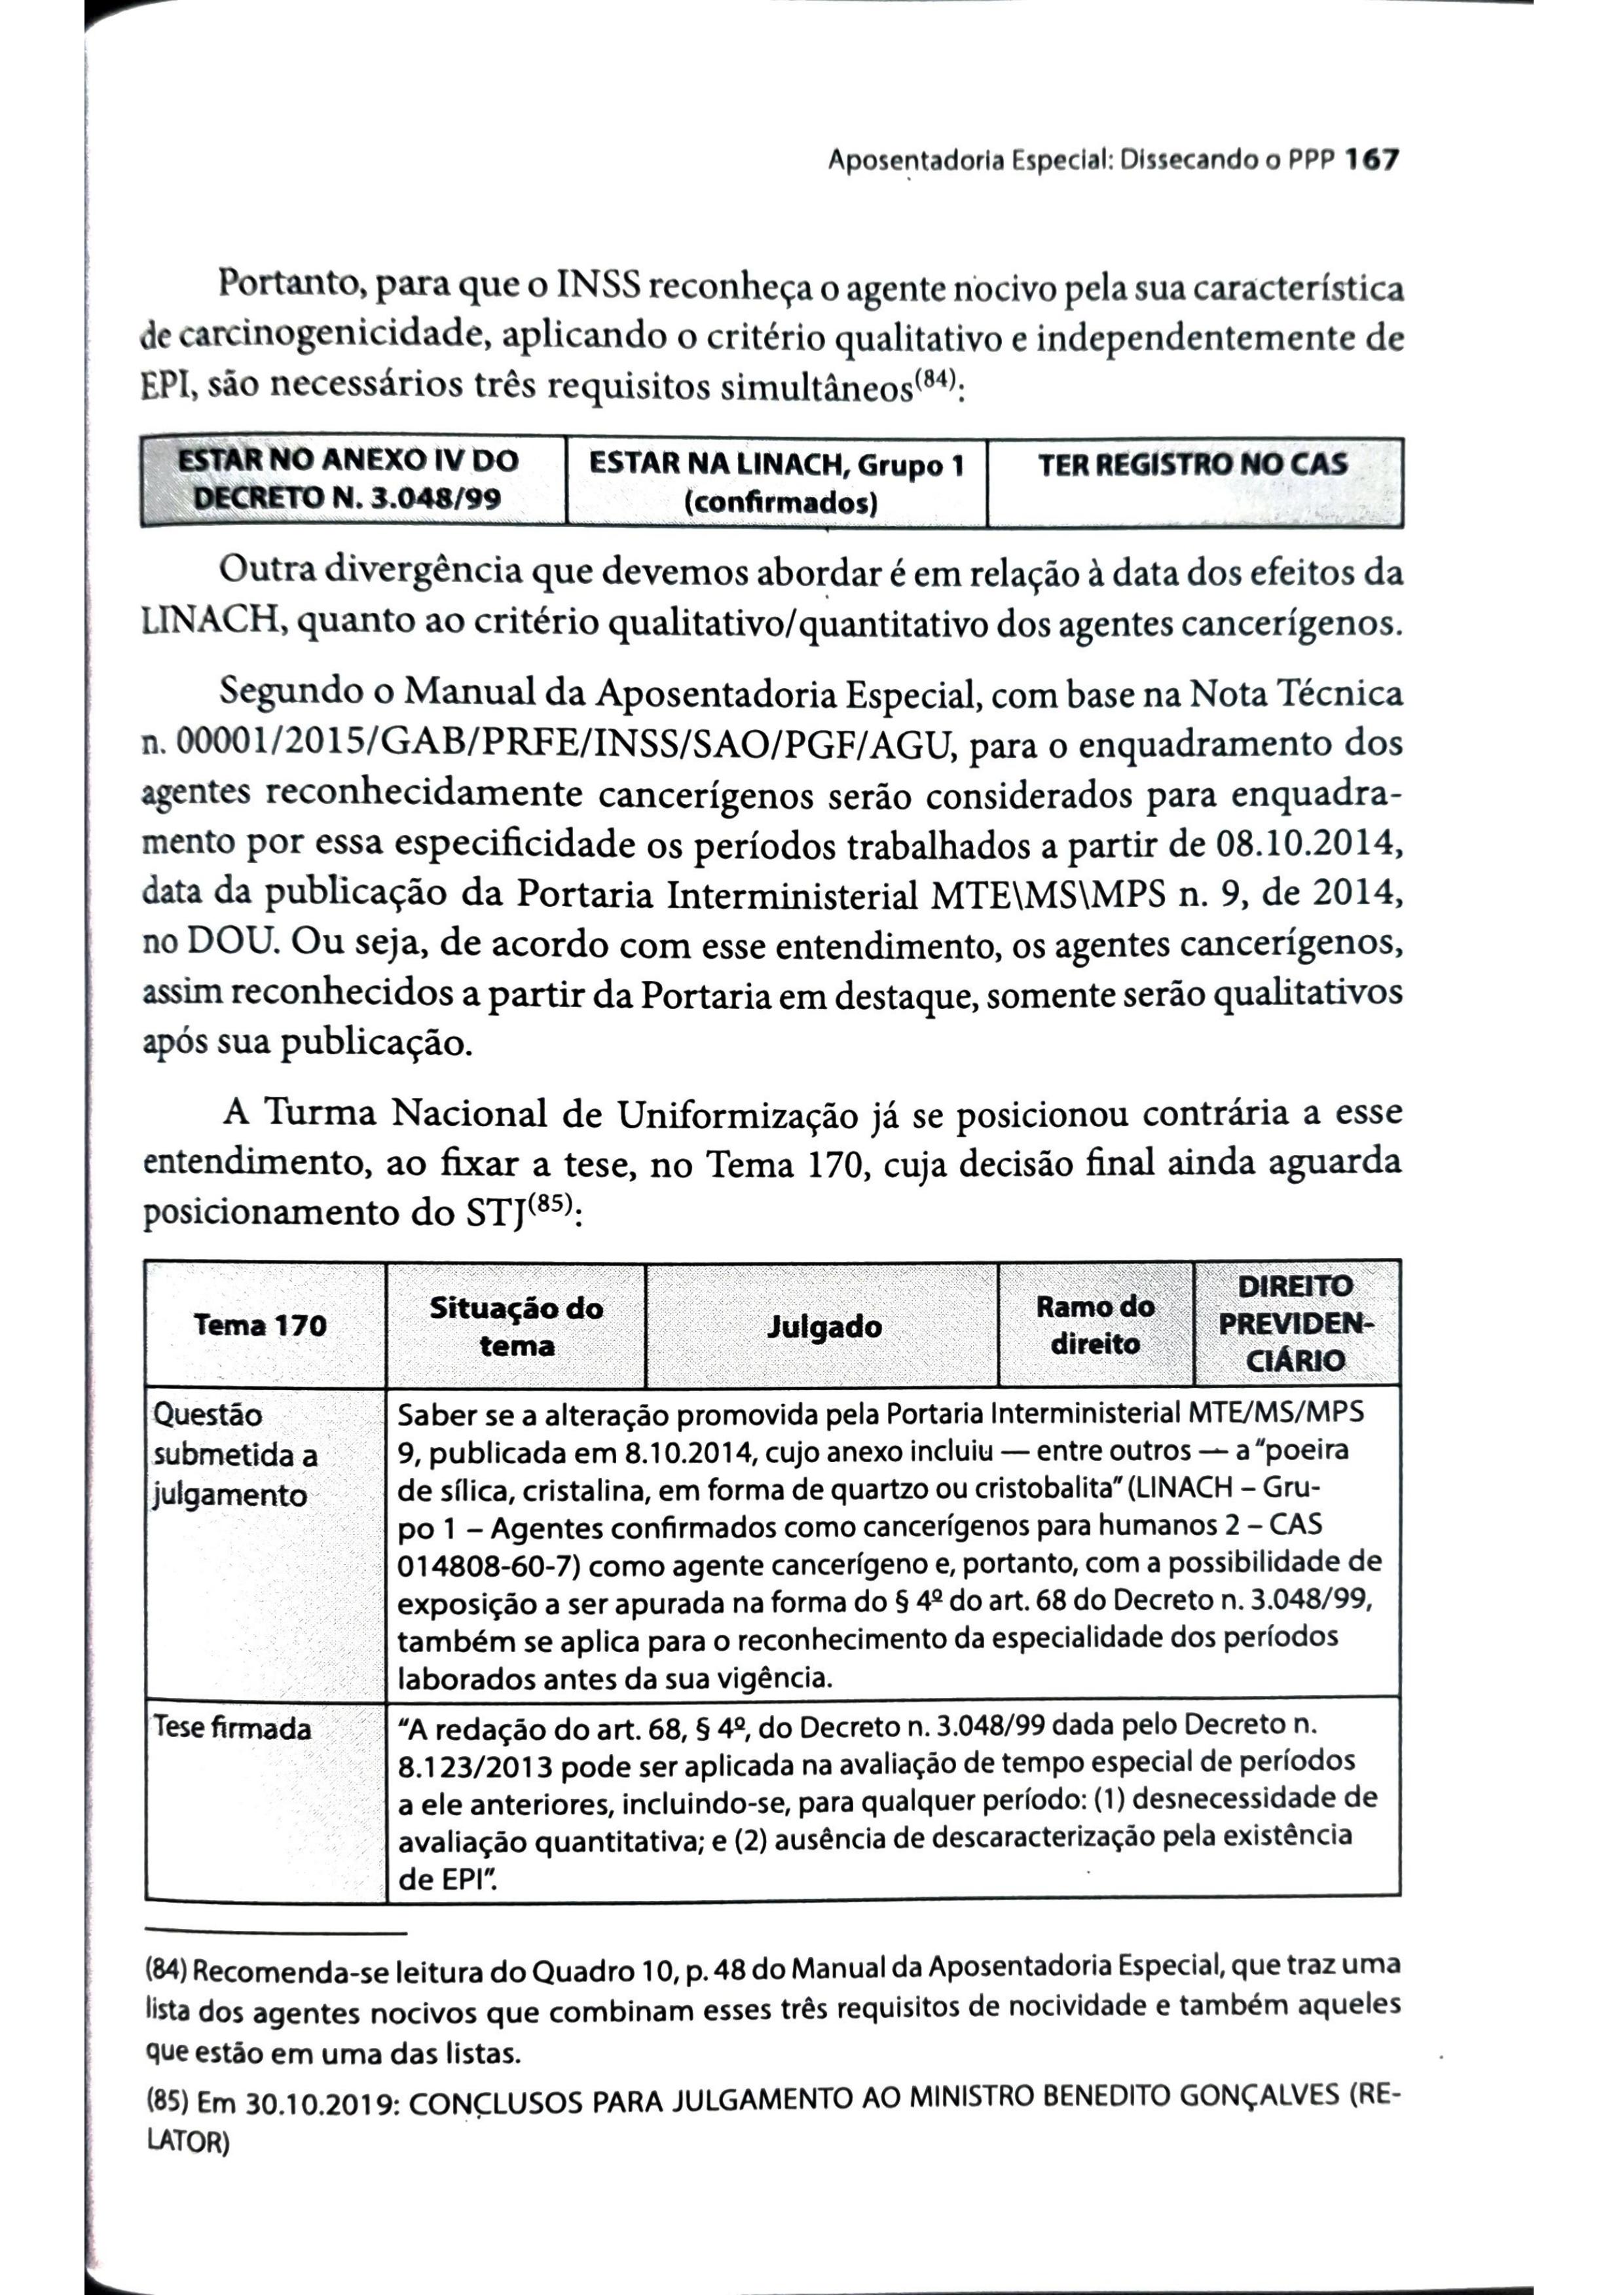 Aposentadoria Especial: Dissecando o PPP 167
Portanto, para que o INSS reconheça o agente nocivo pela sua característica
de carcinogenicidade, aplicando o critério qualitativo e independentemente de
EPI, são necessários três requisitos simultâneos(84):
ESTAR NO ANEXO IV DO
DECRETO N. 3.048/99
ESTAR NA LINACH, Grupo 1
(confirmados)
TER REGISTRO NO CAS
Outra divergência que devemos abordar é em relação à data dos efeitos da
LINACH, quanto ao critério qualitativo/quantitativo dos agentes cancerígenos.
Segundo o Manual da Aposentadoria Especial, com base na Nota Técnica
n. 00001/2015/GAB/PRFE/INSS/SAO/PGF/AGU, para o enquadramento dos
agentes reconhecidamente cancerígenos serão considerados para enquadra-
mento por essa especificidade os períodos trabalhados a partir de 08.10.2014,
data da publicação da Portaria Interministerial MTE\MS\MPS n. 9, de 2014,
no DOU. Ou seja, de acordo com esse entendimento, os agentes cancerígenos,
assim reconhecidos a partir da Portaria em destaque, somente serão qualitativos
após sua publicação.
A Turma Nacional de Uniformização já se posicionou contrária a esse
entendimento, ao fixar a tese, no Tema 170, cuja decisão final ainda aguarda
posicionamento do STJ(85):
Tema 170
Situação do
tema
Julgado
Ramo do
direito
DIREITO
PREVIDEN-
CIÁRIO
Questão
submetida a
julgamento
Saber se a alteração promovida pela Portaria Interministerial MTE/MS/MPS
9, publicada em 8.10.2014, cujo anexo incluiu — entre outros — a "poeira
de sílica, cristalina, em forma de quartzo ou cristobalita" (LINACH – Gru-
po 1 – Agentes confirmados como cancerígenos para humanos 2 – CAS
014808-60-7) como agente cancerígeno e, portanto, com a possibilidade de
exposição a ser apurada na forma do § 4º do art. 68 do Decreto n. 3.048/99,
também se aplica para o reconhecimento da especialidade dos períodos
laborados antes da sua vigência.
Tese firmada
"A redação do art. 68, § 4º, do Decreto n. 3.048/99 dada pelo Decreto n.
8.123/2013 pode ser aplicada na avaliação de tempo especial de períodos
a ele anteriores, incluindo-se, para qualquer período: (1) desnecessidade de
avaliação quantitativa; e (2) ausência de descaracterização pela existência
de EPI".
(84) Recomenda-se leitura do Quadro 10, p. 48 do Manual da Aposentadoria Especial, que traz uma
lista dos agentes nocivos que combinam esses três requisitos de nocividade e também aqueles
que estão em uma das listas.
(85) Em 30.10.2019: CONCLUSOS PARA JULGAMENTO AO MINISTRO BENEDITO GONÇALVES (RE-
LATOR)